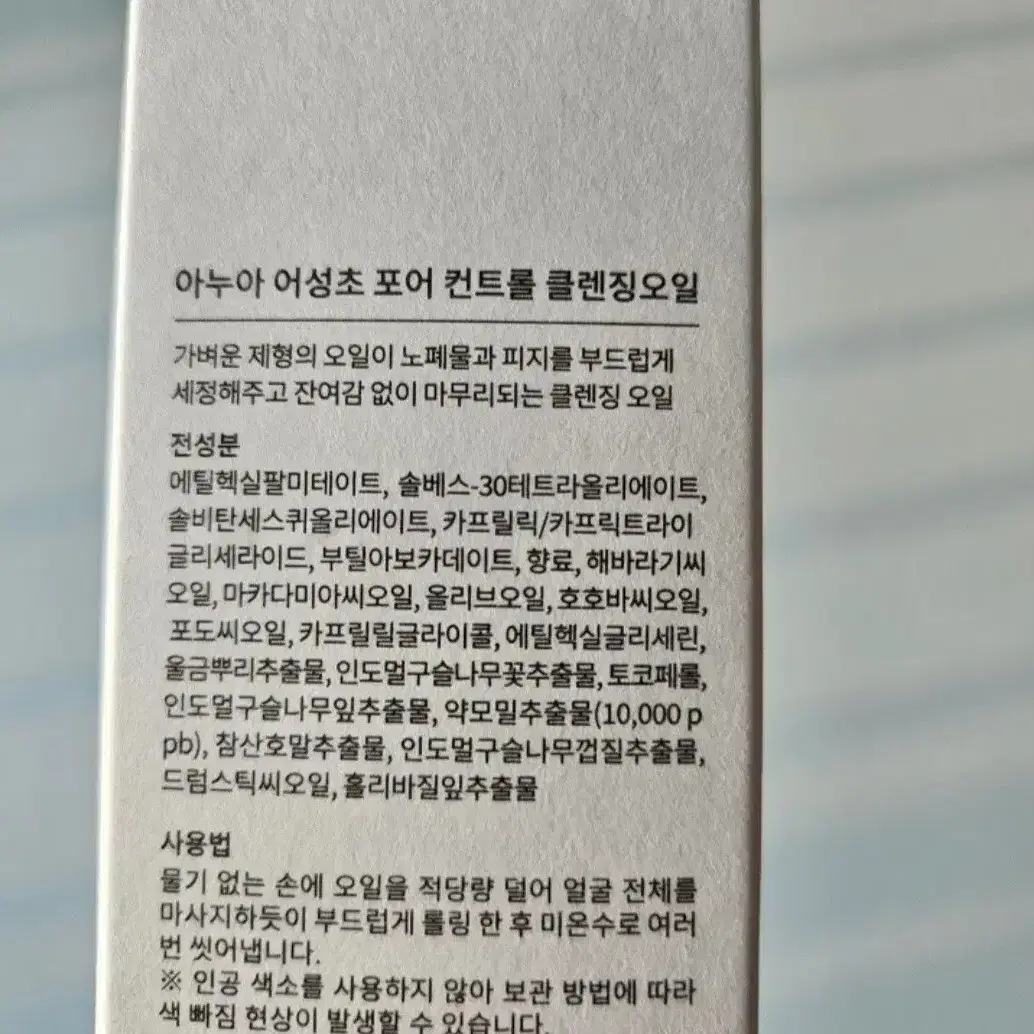 아누아 어성초 포어 컨트롤 클렌징오일
가벼운 제형의 오일이 노폐물과 피지를 부드럽게
세정해주고 잔여감 없이 마무리되는 클렌징 오일
전성분
에틸헥실팔미테이트, 솔베스-30테트라올리에이트,
솔비탄세스퀴올리에이트, 카프릴릭/카프릭트라이
글리세라이드, 부틸아보카데이트, 향료, 해바라기씨
오일, 마카다미아씨오일, 올리브오일, 호호바씨오일,
포도씨오일, 카프릴릴글라이콜, 에틸헥실글리세린,
울금뿌리추출물, 인도멀구슬나무꽃추출물, 토코페롤,
인도멀구슬나무잎추출물, 약모밀추출물(10,000 p
pb), 참산호말추출물, 인도멀구슬나무껍질추출물,
드럼스틱씨오일, 홀리바질잎추출물
사용법
물기 없는 손에 오일을 적당량 덜어 얼굴 전체를
마사지하듯이 부드럽게 롤링 한 후 미온수로 여러
번 씻어냅니다.
※ 인공 색소를 사용하지 않아 보관 방법에 따라
색 빠짐 현상이 발생할 수 있습니다.